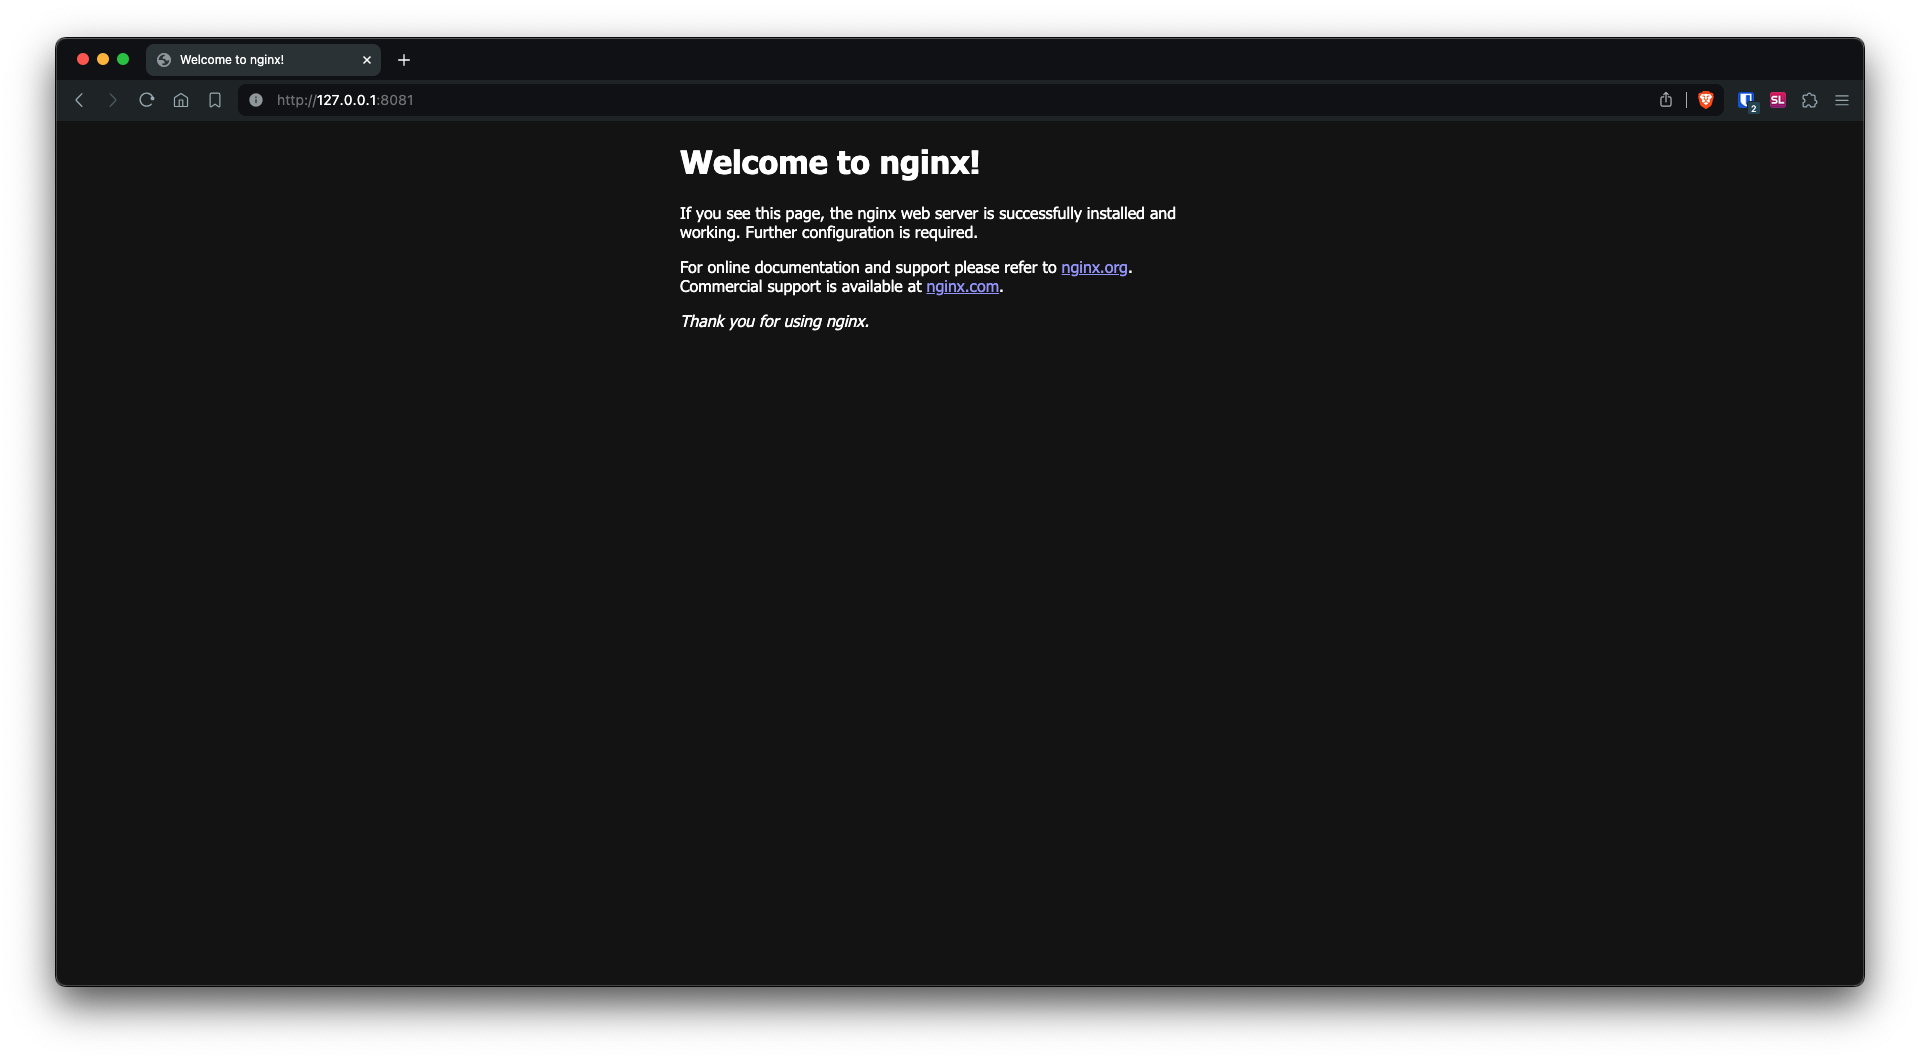 Welcome to nginx!
http://127.0.0.1:8081
2
SL
Welcome to nginx!
If you see this page, the nginx web server is successfully installed and
working. Further configuration is required.
For online documentation and support please refer to nginx.org.
Commercial support is available at nginx.com.
Thank you for using nginx.